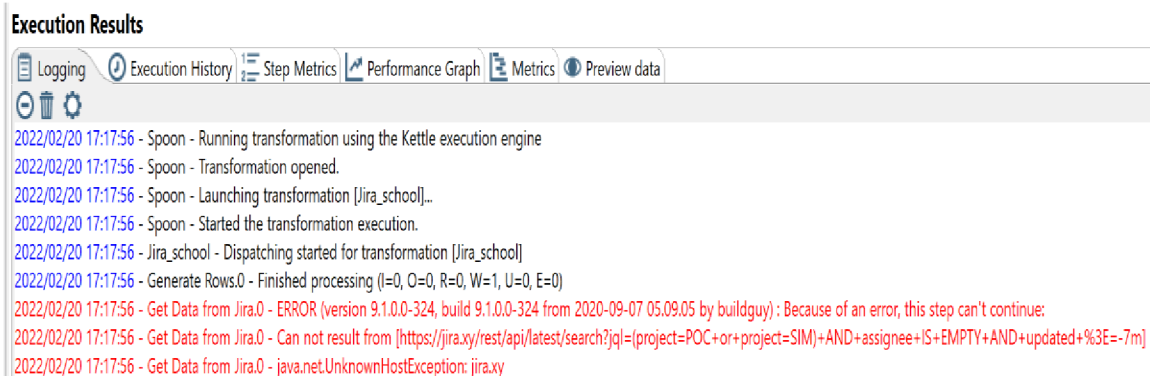 Execution Results
Logging Execution History Step Metrics Performance Graph Metrics Preview data
2022/02/20 17:17:56 - Spoon - Running transformation using the Kettle execution engine
2022/02/20 17:17:56 - Spoon - Transformation opened.
2022/02/20 17:17:56 - Spoon - Launching transformation [Jira_school]...
2022/02/20 17:17:56 - Spoon - Started the transformation execution.
2022/02/20 17:17:56 - Jira_school - Dispatching started for transformation [Jira_school]
2022/02/20 17:17:56 - Generate Rows.0 - Finished processing (I=0, O=0, R=0, W=1, U=0, E=0)
2022/02/20 17:17:56 - Get Data from Jira.0 - ERROR (version 9.1.0.0-324, build 9.1.0.0-324 from 2020-09-07 05.09.05 by buildguy) : Because of an error, this step can't continue:
2022/02/20 17:17:56 - Get Data from Jira.0 - Can not result from [https://jira.xy/rest/api/latest/search?jql=(project=POC+or+project=SIM)+AND+assignee+IS+EMPTY+AND+updated+%3E=-7m]
2022/02/20 17:17:56 - Get Data from Jira.0 - java.net.UnknownHostException: jira.xy